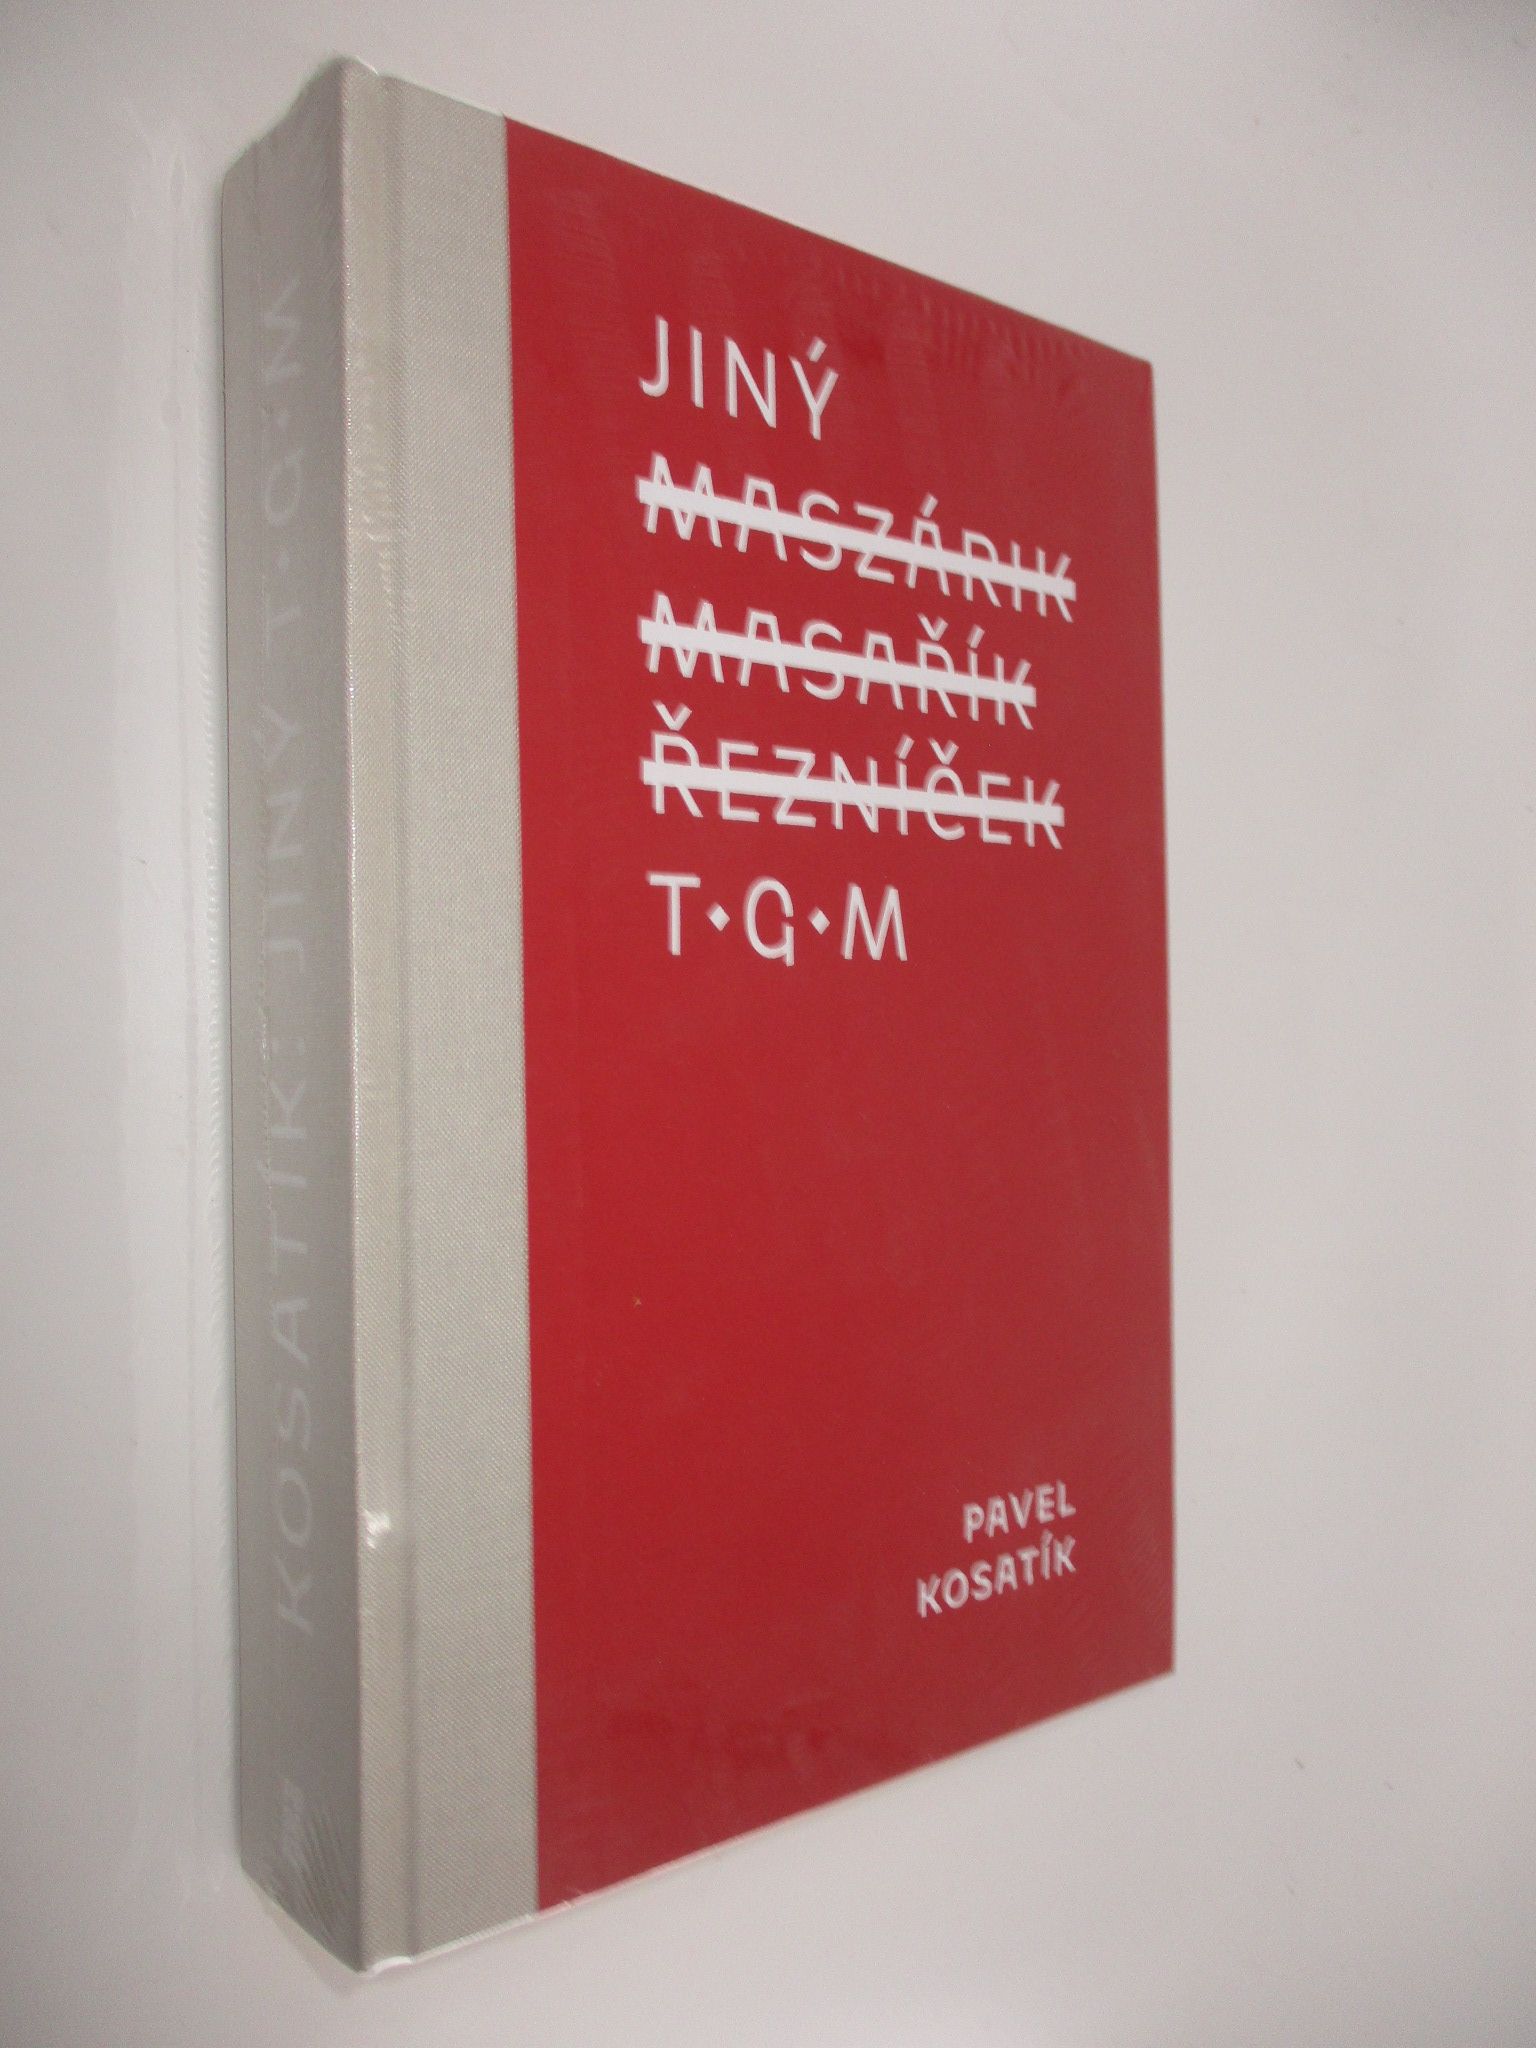 KOSATÍK: JINÝ T·G·M
JINÝ
MASZÁRIK
MASAŘÍK
ŘEZNÍČEK
T·G·M
PAVEL
KOSATÍK